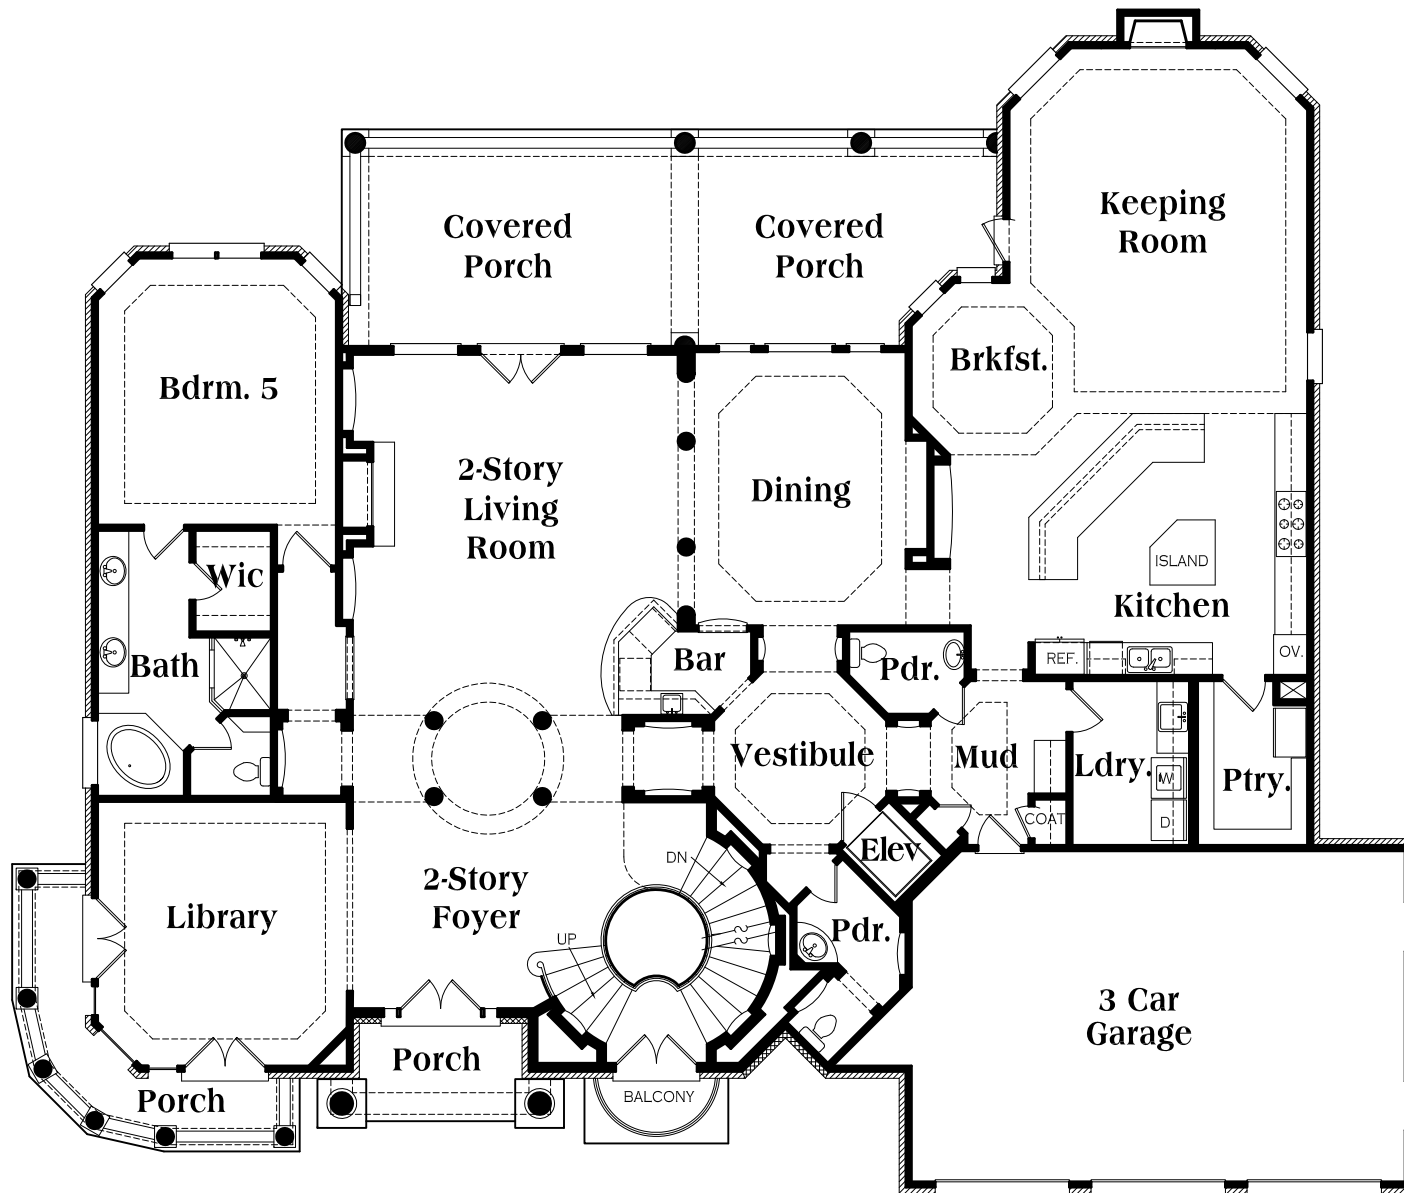 Keeping
Room
Covered
Porch
Covered
Porch
Brkfst.
Bdrm. 5
2-Story
Living
Room
Dining
ISLAND
Wic
Kitchen
Bath
Bar
Pdr.
REF.
OV.
Vestibule
Mud
Ldry.
W
Ptry.
COAT
D
DN
Elev
2-Story
Foyer
Library
UP
Pdr.
3 Car
Garage
Porch
BALCONY
Porch